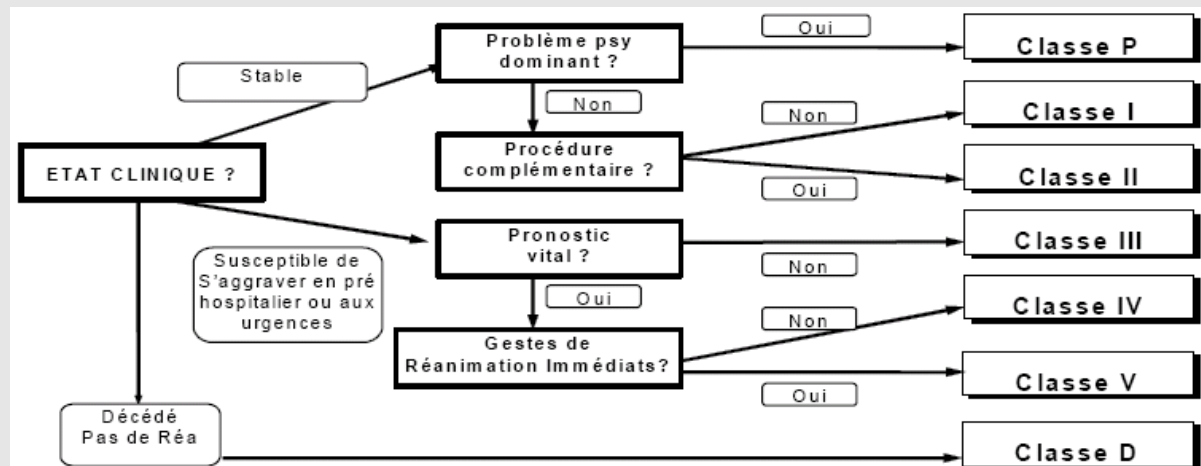 Oui
Problème psy
dominant ?
Classe P
Stable
Non
Non
Classe I
Procédure
complémentaire ?
ETAT CLINIQUE ?
Oui
Classe II
Pronostic
vital ?
Classe III
Susceptible de
S'aggraver en pré
hospitalier ou aux
urgences
Non
Oui
Non
Classe IV
Gestes de
Réanimation Immédiats?
Oui
Classe V
Décédé
Pas de Réa
Classe D